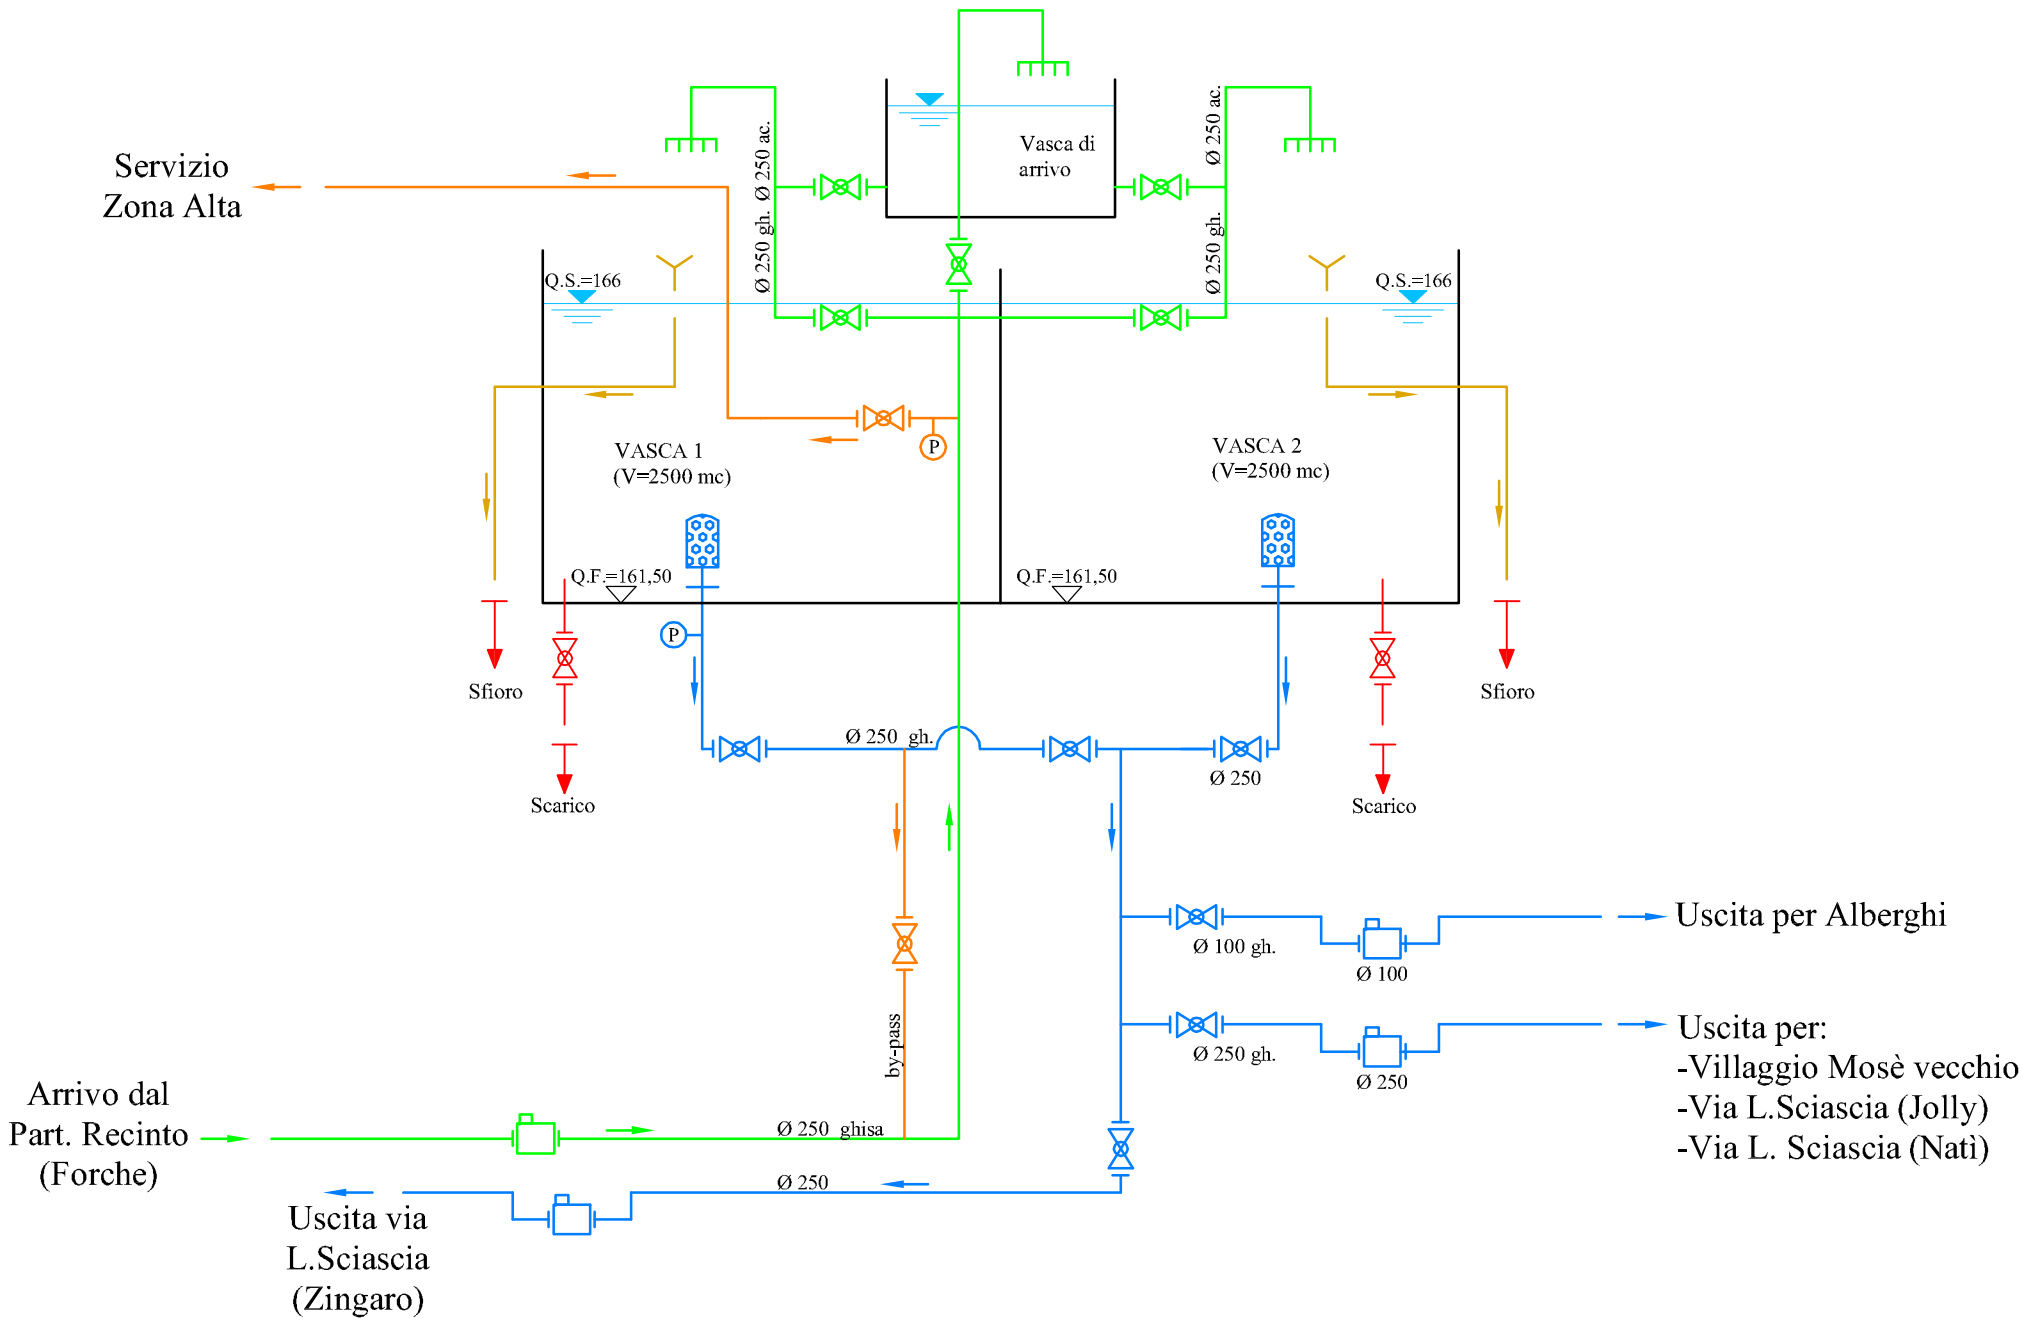 Vasca di
arrivo
Ø 250 gh. Ø 250 ac.
Ø 250 gh.
Ø 250 ac.
Servizio
Zona Alta
Q.S.=166
Q.S.=166
VASCA 1
(V=2500 mc)
P
VASCA 2
(V=2500 mc)
Q.F.=161,50
Q.F.=161,50
P
Sfioro
Sfioro
Scarico
Scarico
Ø 250 gh.
Ø 250
Uscita per Alberghi
Ø 100 gh.
Ø 100
Uscita per:
-Villaggio Mosè vecchio
-Via L.Sciascia (Jolly)
-Via L. Sciascia (Natì)
Ø 250 gh.
Ø 250
by-pass
Arrivo dal
Part. Recinto
(Forche)
Ø 250 ghisa
Ø 250
Uscita via
L.Sciascia
(Zingaro)